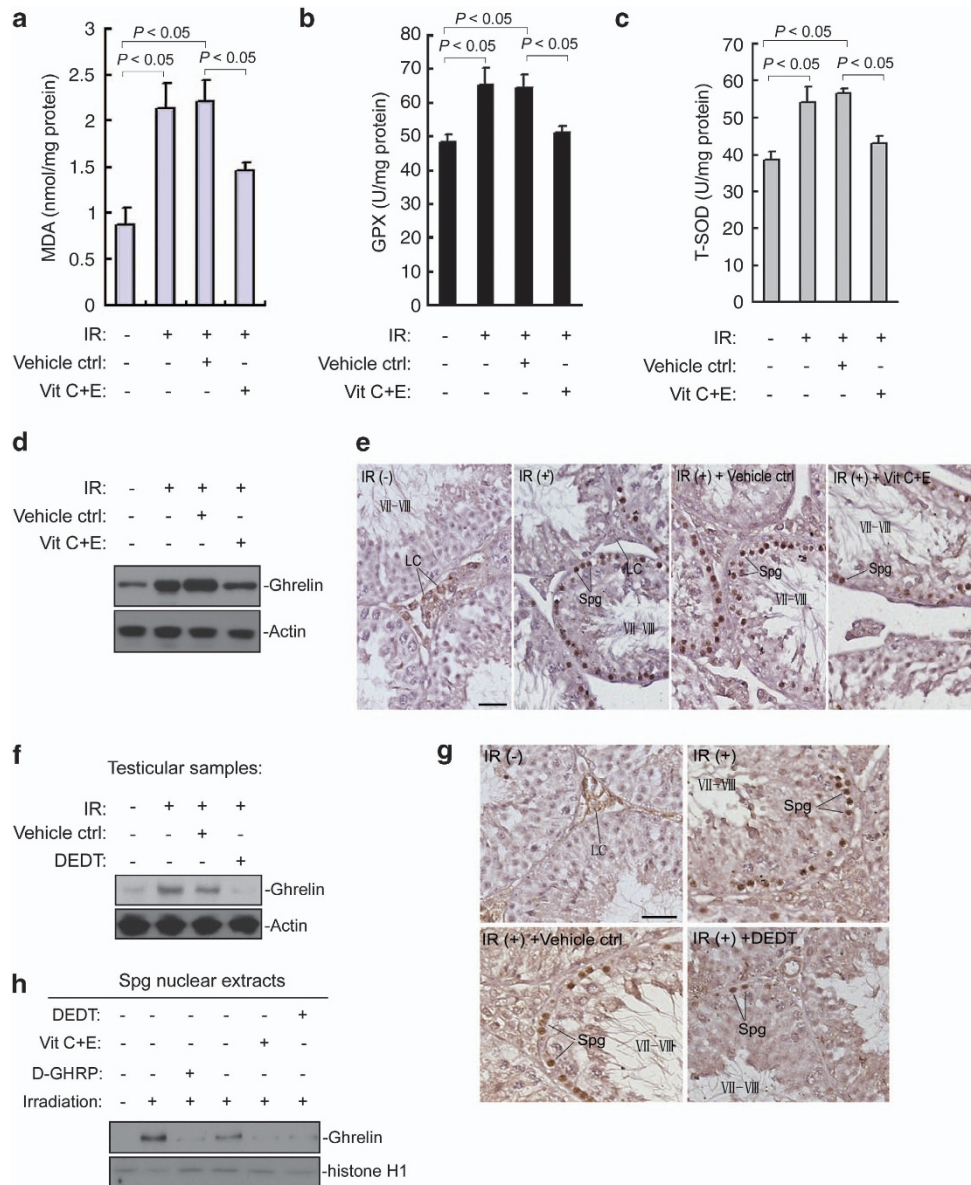 a
P < 0.05
P < 0.05
P < 0.05
MDA (nmol/mg protein)
3
2.5
2
1.5
1
0.5
0
IR: - + + +
Vehicle ctrl: - - + -
Vit C+E: - - - +
b
P < 0.05
P < 0.05
P < 0.05
GPX (U/mg protein)
80
70
60
50
40
30
20
10
0
IR: - + + +
Vehicle ctrl: - - + -
Vit C+E: - - - +
c
P < 0.05
P < 0.05
P < 0.05
T-SOD (U/mg protein)
70
60
50
40
30
20
10
0
IR: - + + +
Vehicle ctrl: - - + -
Vit C+E: - - - +
d
IR: - + + +
Vehicle ctrl: - - + -
Vit C+E: - - - +
-Ghrelin
-Actin
e
IR (-)
VII-VIII
LC
IR (+)
LC
Spg
VII-VIII
IR (+) + Vehicle ctrl
Spg
VII-VIII
IR (+) + Vit C+E
VII-VIII
Spg
f
Testicular samples:
IR: - + + +
Vehicle ctrl: - - + -
DEDT: - - - +
-Ghrelin
-Actin
g
IR (-)
LC
IR (+)
VII-VIII
Spg
IR (+) +Vehicle ctrl
Spg
VII-VIII
IR (+) +DEDT
Spg
VII-VIII
h
Spg nuclear extracts
DEDT: - - - - - +
Vit C+E: - - - - + -
D-GHRP: - - + - - -
Irradiation: - + + + + +
-Ghrelin
-histone H1